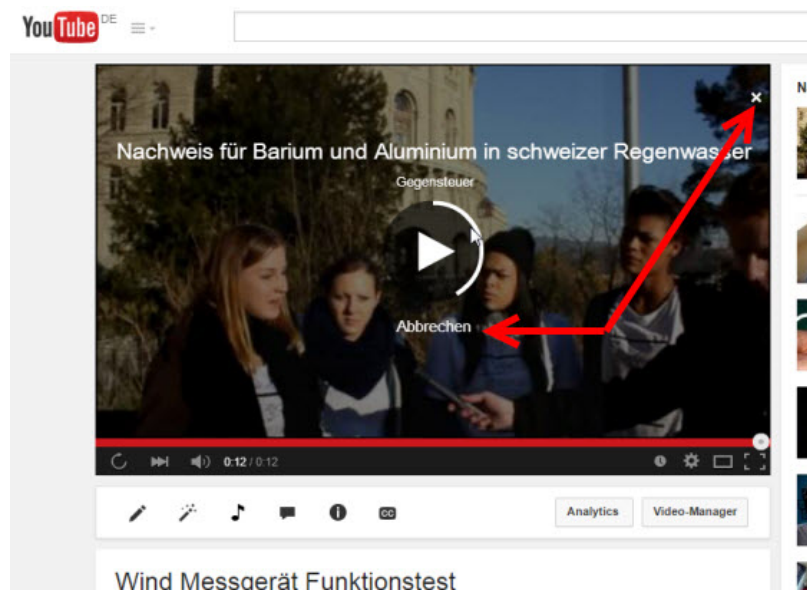 YouTube DE
Nachweis für Barium und Aluminium in schweizer Regenwasser
Gegensteuer
Abbrechen
0:12 / 0:12
CC
Analytics
Video-Manager
Wind Messgerät Funktionstest